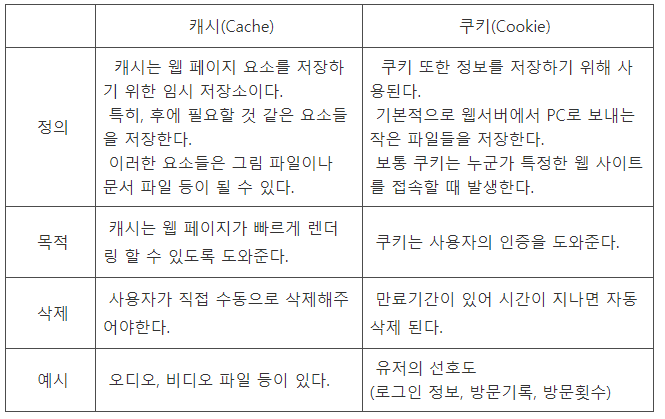 캐시(Cache)
쿠키(Cookie)
정의
캐시는 웹 페이지 요소를 저장하
기 위한 임시 저장소이다.
특히, 후에 필요할 것 같은 요소들
을 저장한다.
이러한 요소들은 그림 파일이나
문서 파일 등이 될 수 있다.
쿠키 또한 정보를 저장하기 위해 사
용된다.
기본적으로 웹서버에서 PC로 보내는
작은 파일들을 저장한다.
보통 쿠키는 누군가 특정한 웹 사이트
를 접속할 때 발생한다.
목적
캐시는 웹 페이지가 빠르게 렌더
링 할 수 있도록 도와준다.
쿠키는 사용자의 인증을 도와준다.
삭제
사용자가 직접 수동으로 삭제해주
어야한다.
만료기간이 있어 시간이 지나면 자동
삭제 된다.
예시
오디오, 비디오 파일 등이 있다.
유저의 선호도
(로그인 정보, 방문기록, 방문횟수)